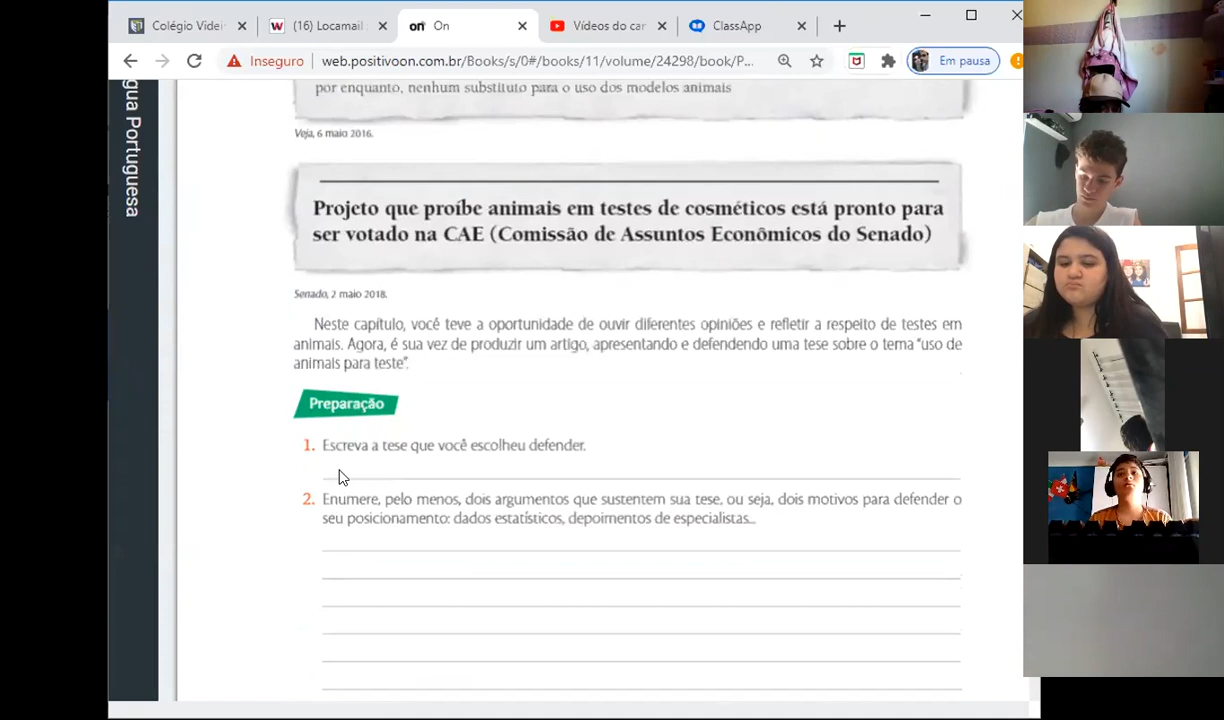 Colégio Videi
(16) Locamail
On
Vídeos do car
ClassApp
Inseguro
web.positivoon.com.br/Books/s/0#/books/11/volume/24298/book/P...
Em pausa
gua Portuguesa
por enquanto, nenhum substituto para o uso dos modelos animais
Veja, 6 maio 2016.
Projeto que proíbe animais em testes de cosméticos está pronto para
ser votado na CAE (Comissão de Assuntos Econômicos do Senado)
Senado, 2 maio 2018.
Neste capítulo, você teve a oportunidade de ouvir diferentes opiniões e refletir a respeito de testes em
animais. Agora, é sua vez de produzir um artigo, apresentando e defendendo uma tese sobre o tema "uso de
animais para teste".
Preparação
1. Escreva a tese que você escolheu defender.
2. Enumere, pelo menos, dois argumentos que sustentem sua tese, ou seja, dois motivos para defender o
seu posicionamento: dados estatísticos, depoimentos de especialistas...